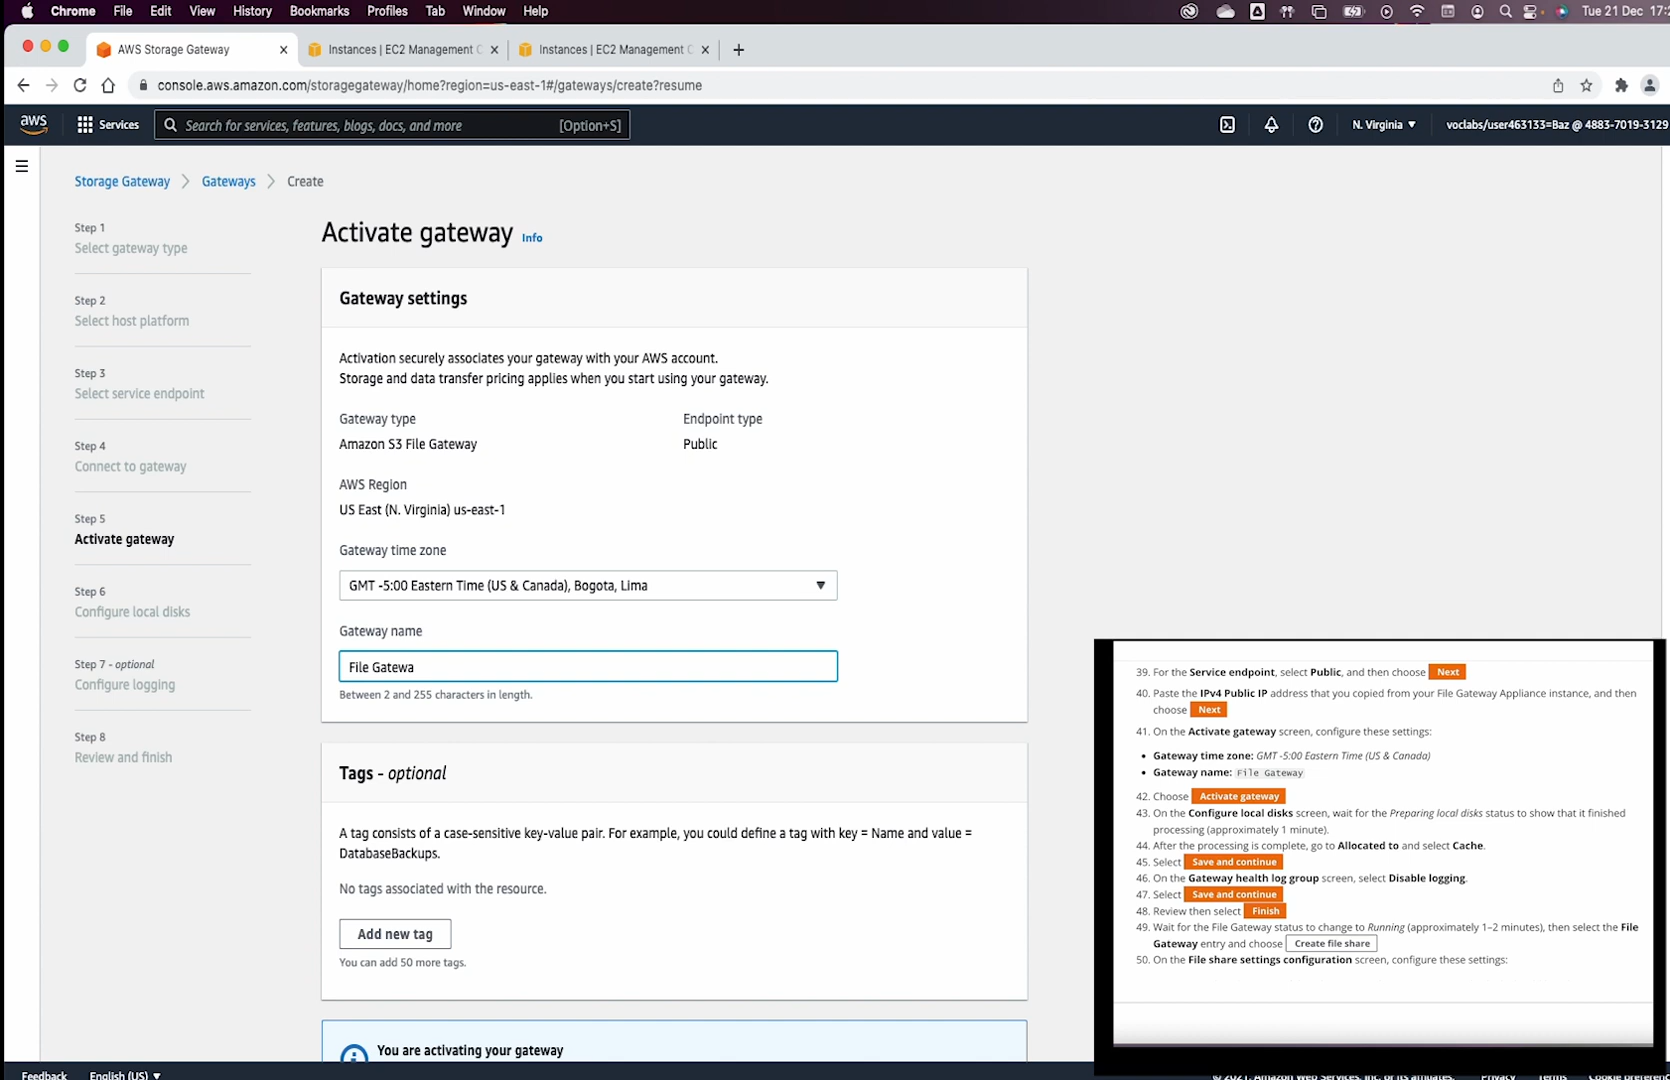 Chrome File Edit View History Bookmarks Profiles Tab Window Help
Tue 21 Dec 17:2
AWS Storage Gateway
Instances | EC2 Management C
Instances | EC2 Management C
console.aws.amazon.com/storagegateway/home?region=us-east-1#/gateways/create?resume
aws
Services
Search for services, features, blogs, docs, and more [Option+S]
N. Virginia
voclabs/user463133=Baz @ 4883-7019-3129
Storage Gateway
Gateways
Create
Step 1
Select gateway type
Step 2
Select host platform
Step 3
Select service endpoint
Step 4
Connect to gateway
Step 5
Activate gateway
Step 6
Configure local disks
Step 7 - optional
Configure logging
Step 8
Review and finish
Activate gateway Info
Gateway settings
Activation securely associates your gateway with your AWS account.
Storage and data transfer pricing applies when you start using your gateway.
Gateway type
Amazon S3 File Gateway
Endpoint type
Public
AWS Region
US East (N. Virginia) us-east-1
Gateway time zone
GMT -5:00 Eastern Time (US & Canada), Bogota, Lima
Gateway name
File Gatewa
Between 2 and 255 characters in length.
Tags - optional
A tag consists of a case-sensitive key-value pair. For example, you could define a tag with key = Name and value =
DatabaseBackups.
No tags associated with the resource.
Add new tag
You can add 50 more tags.
You are activating your gateway
39. For the Service endpoint, select Public, and then choose Next
40. Paste the IPv4 Public IP address that you copied from your File Gateway Appliance instance, and then
choose Next
41. On the Activate gateway screen, configure these settings:
• Gateway time zone: GMT -5:00 Eastern Time (US & Canada)
• Gateway name: File Gateway
42. Choose Activate gateway
43. On the Configure local disks screen, wait for the Preparing local disks status to show that it finished
processing (approximately 1 minute).
44. After the processing is complete, go to Allocated to and select Cache.
45. Select Save and continue
46. On the Gateway health log group screen, select Disable logging.
47. Select Save and continue
48. Review then select Finish
49. Wait for the File Gateway status to change to Running (approximately 1–2 minutes), then select the File
Gateway entry and choose Create file share
50. On the File share settings configuration screen, configure these settings:
Feedback
English (US)
© 2021, Amazon Web Services, Inc. or its affiliates.
Privacy
Terms
Cookie preferenc